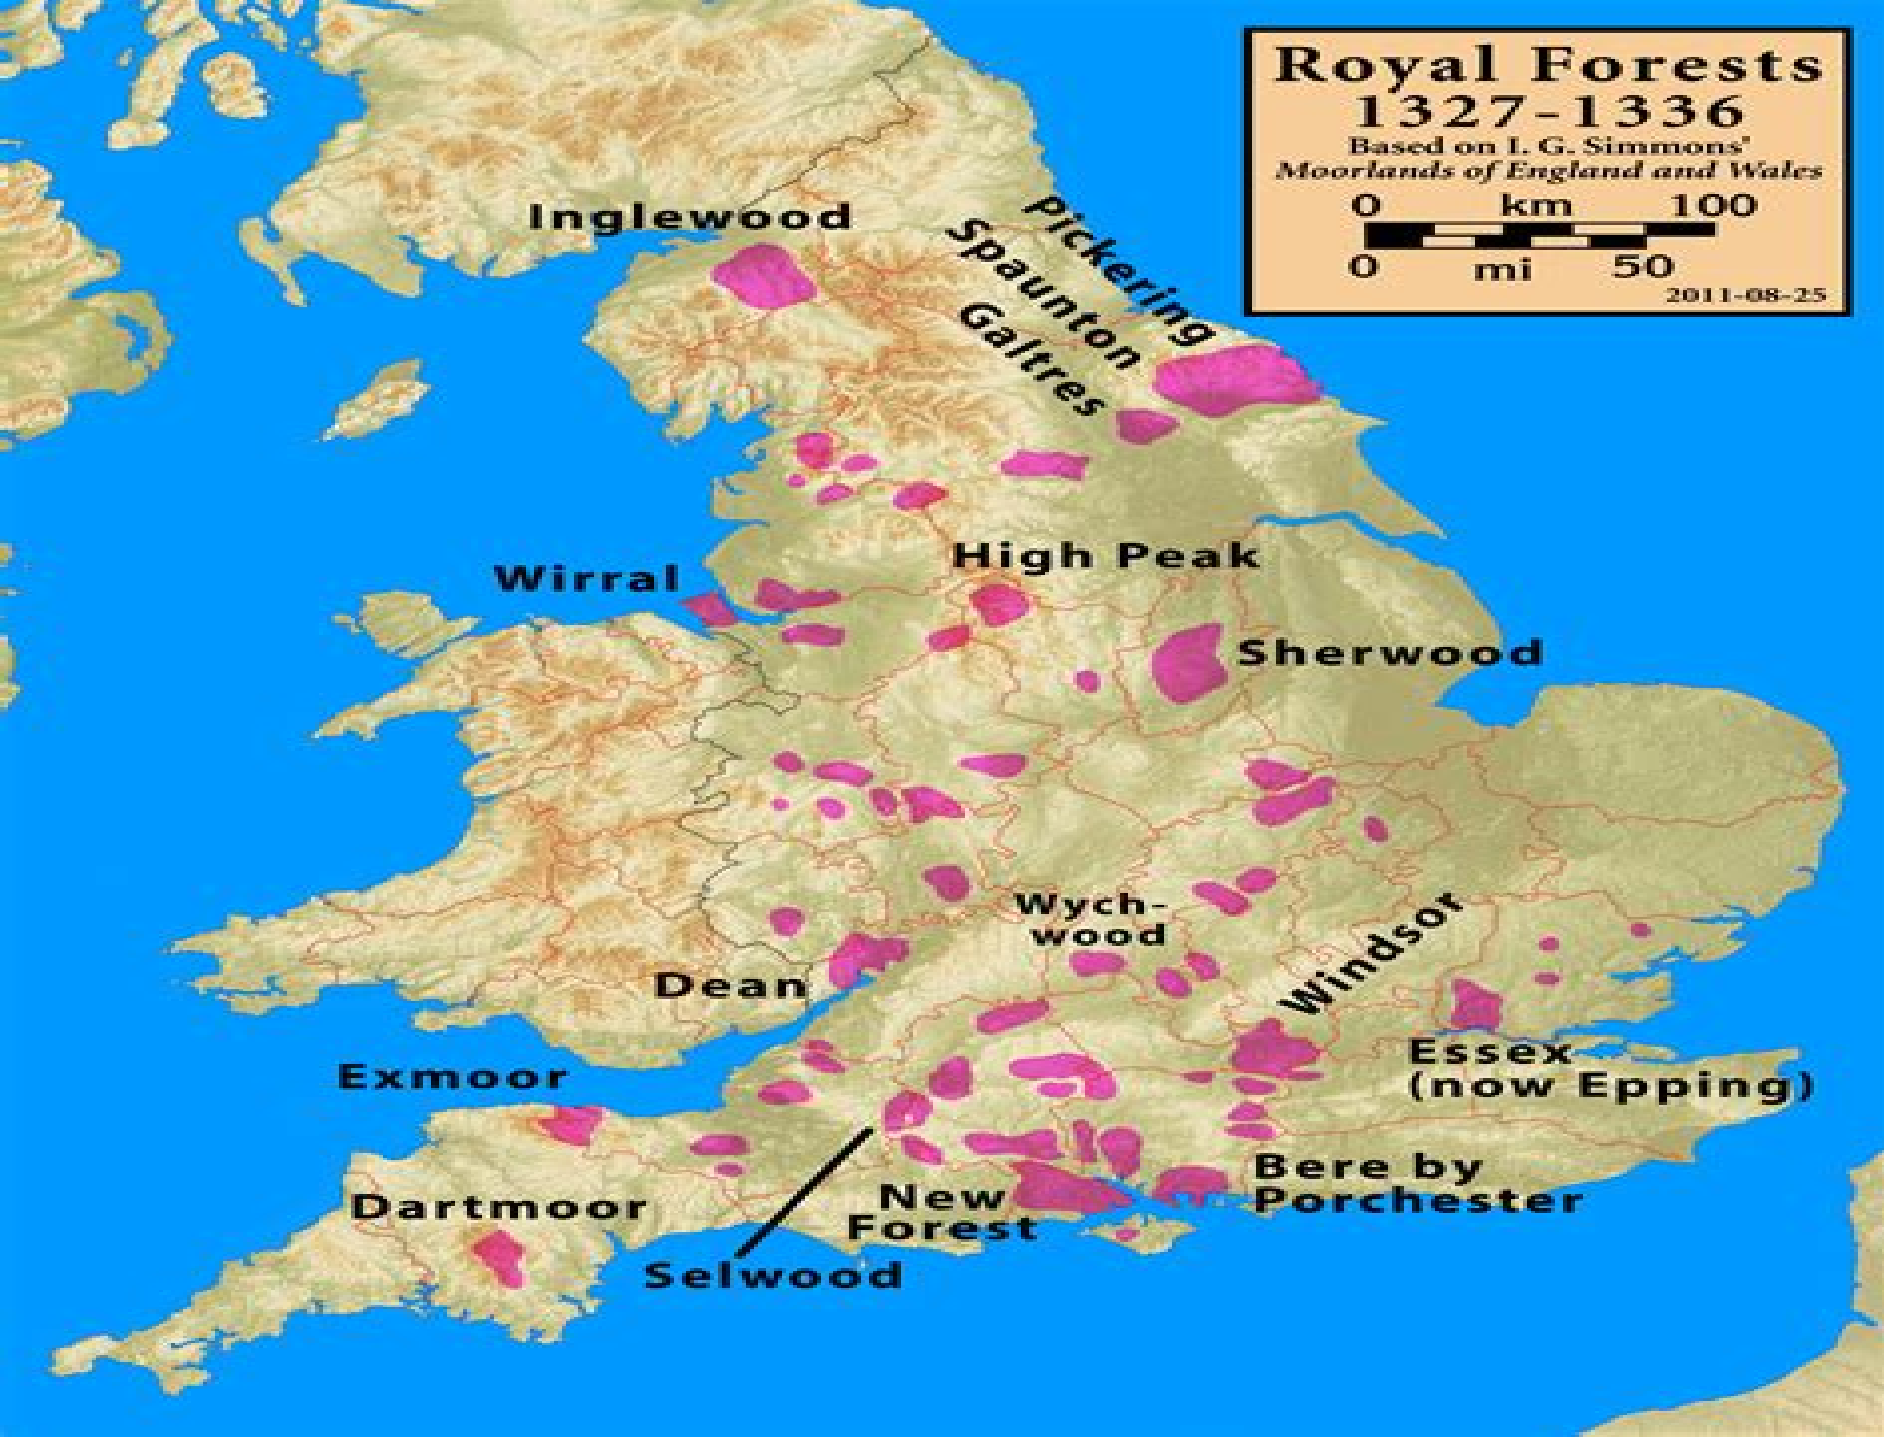 Royal Forests
1327-1336
Based on I. G. Simmons'
Moorlands of England and Wales
0 km 100
0 mi 50
2011-08-25
Inglewood
Pickering
Spaunton
Galtres
High Peak
Wirral
Sherwood
Wych-
wood
Windsor
Dean
Essex
(now Epping)
Exmoor
Bere by
Porchester
New
Forest
Dartmoor
Selwood